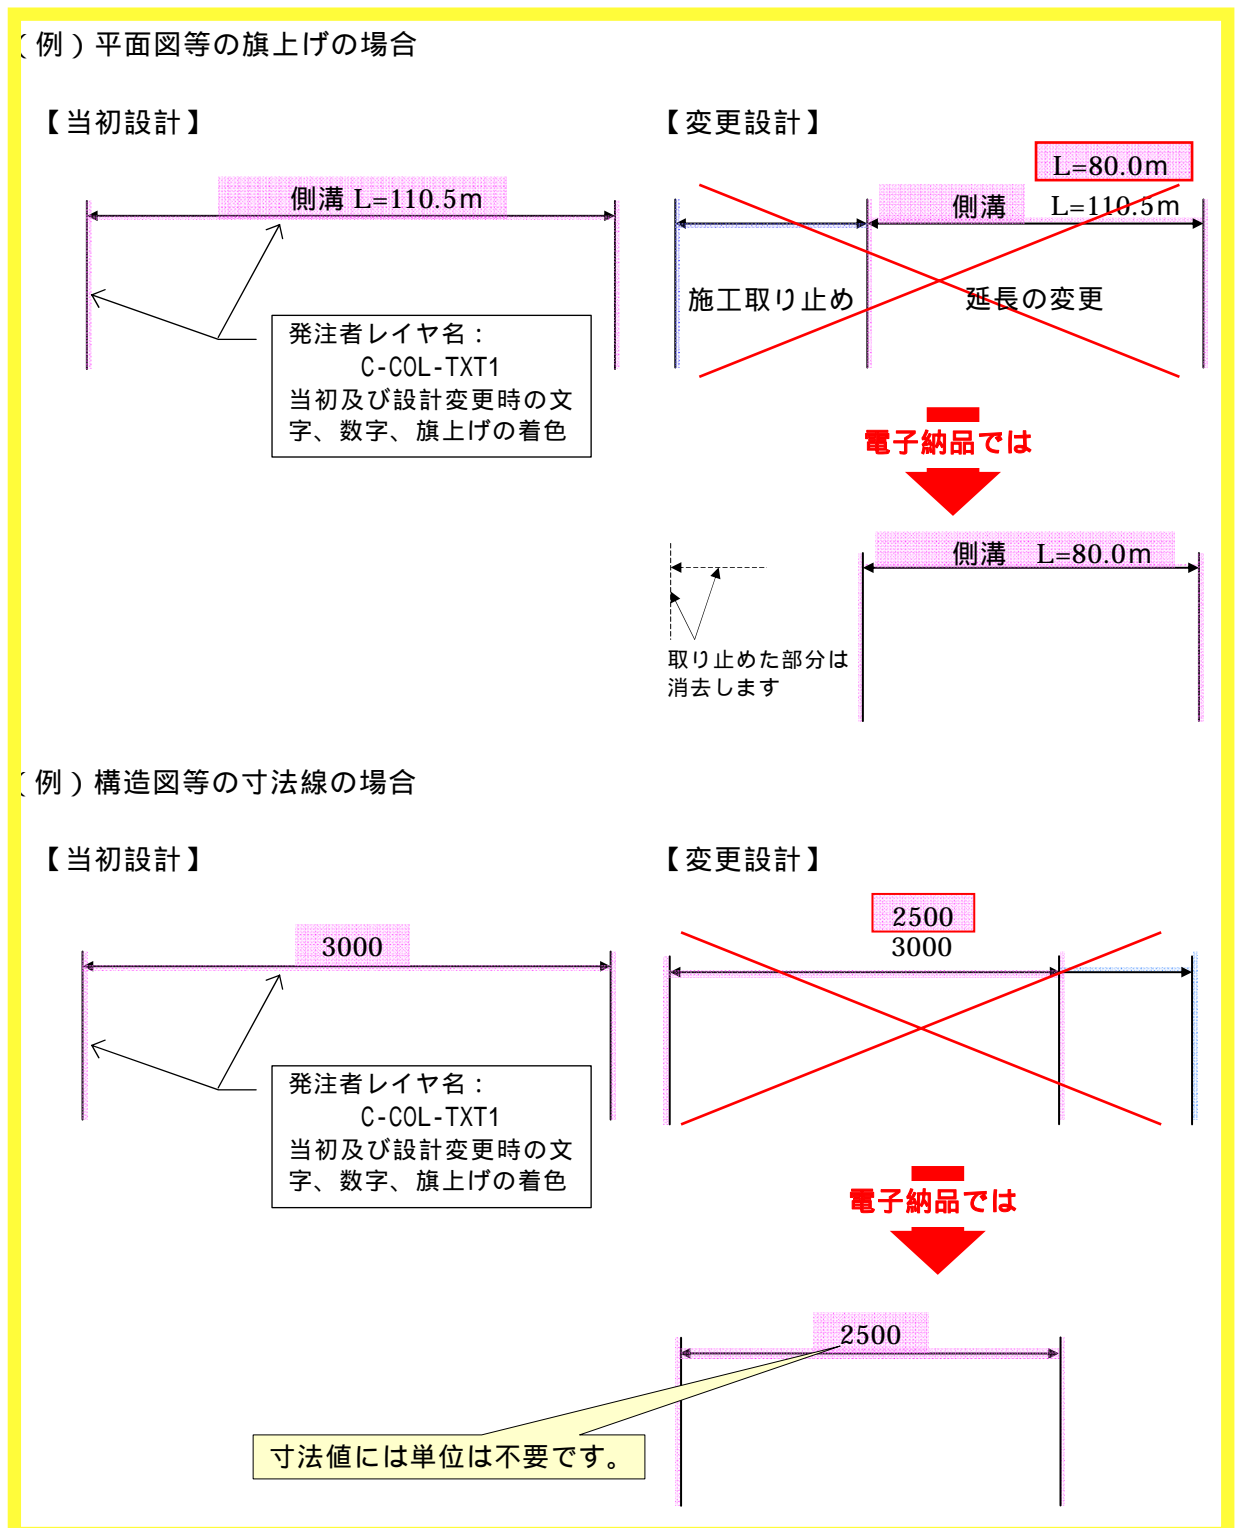 (例)平面図等の旗上げの場合
【当初設計】
【変更設計】
L=80.0m
側溝 L=110.5m
側溝 L=110.5m
施工取り止め
延長の変更
発注者レイヤ名：
C-COL-TXT1
当初及び設計変更時の文
字、数字、旗上げの着色
電子納品では
側溝 L=80.0m
取り止めた部分は
消去します
(例)構造図等の寸法線の場合
【当初設計】
【変更設計】
3000
2500
3000
発注者レイヤ名：
C-COL-TXT1
当初及び設計変更時の文
字、数字、旗上げの着色
電子納品では
2500
寸法値には単位は不要です。